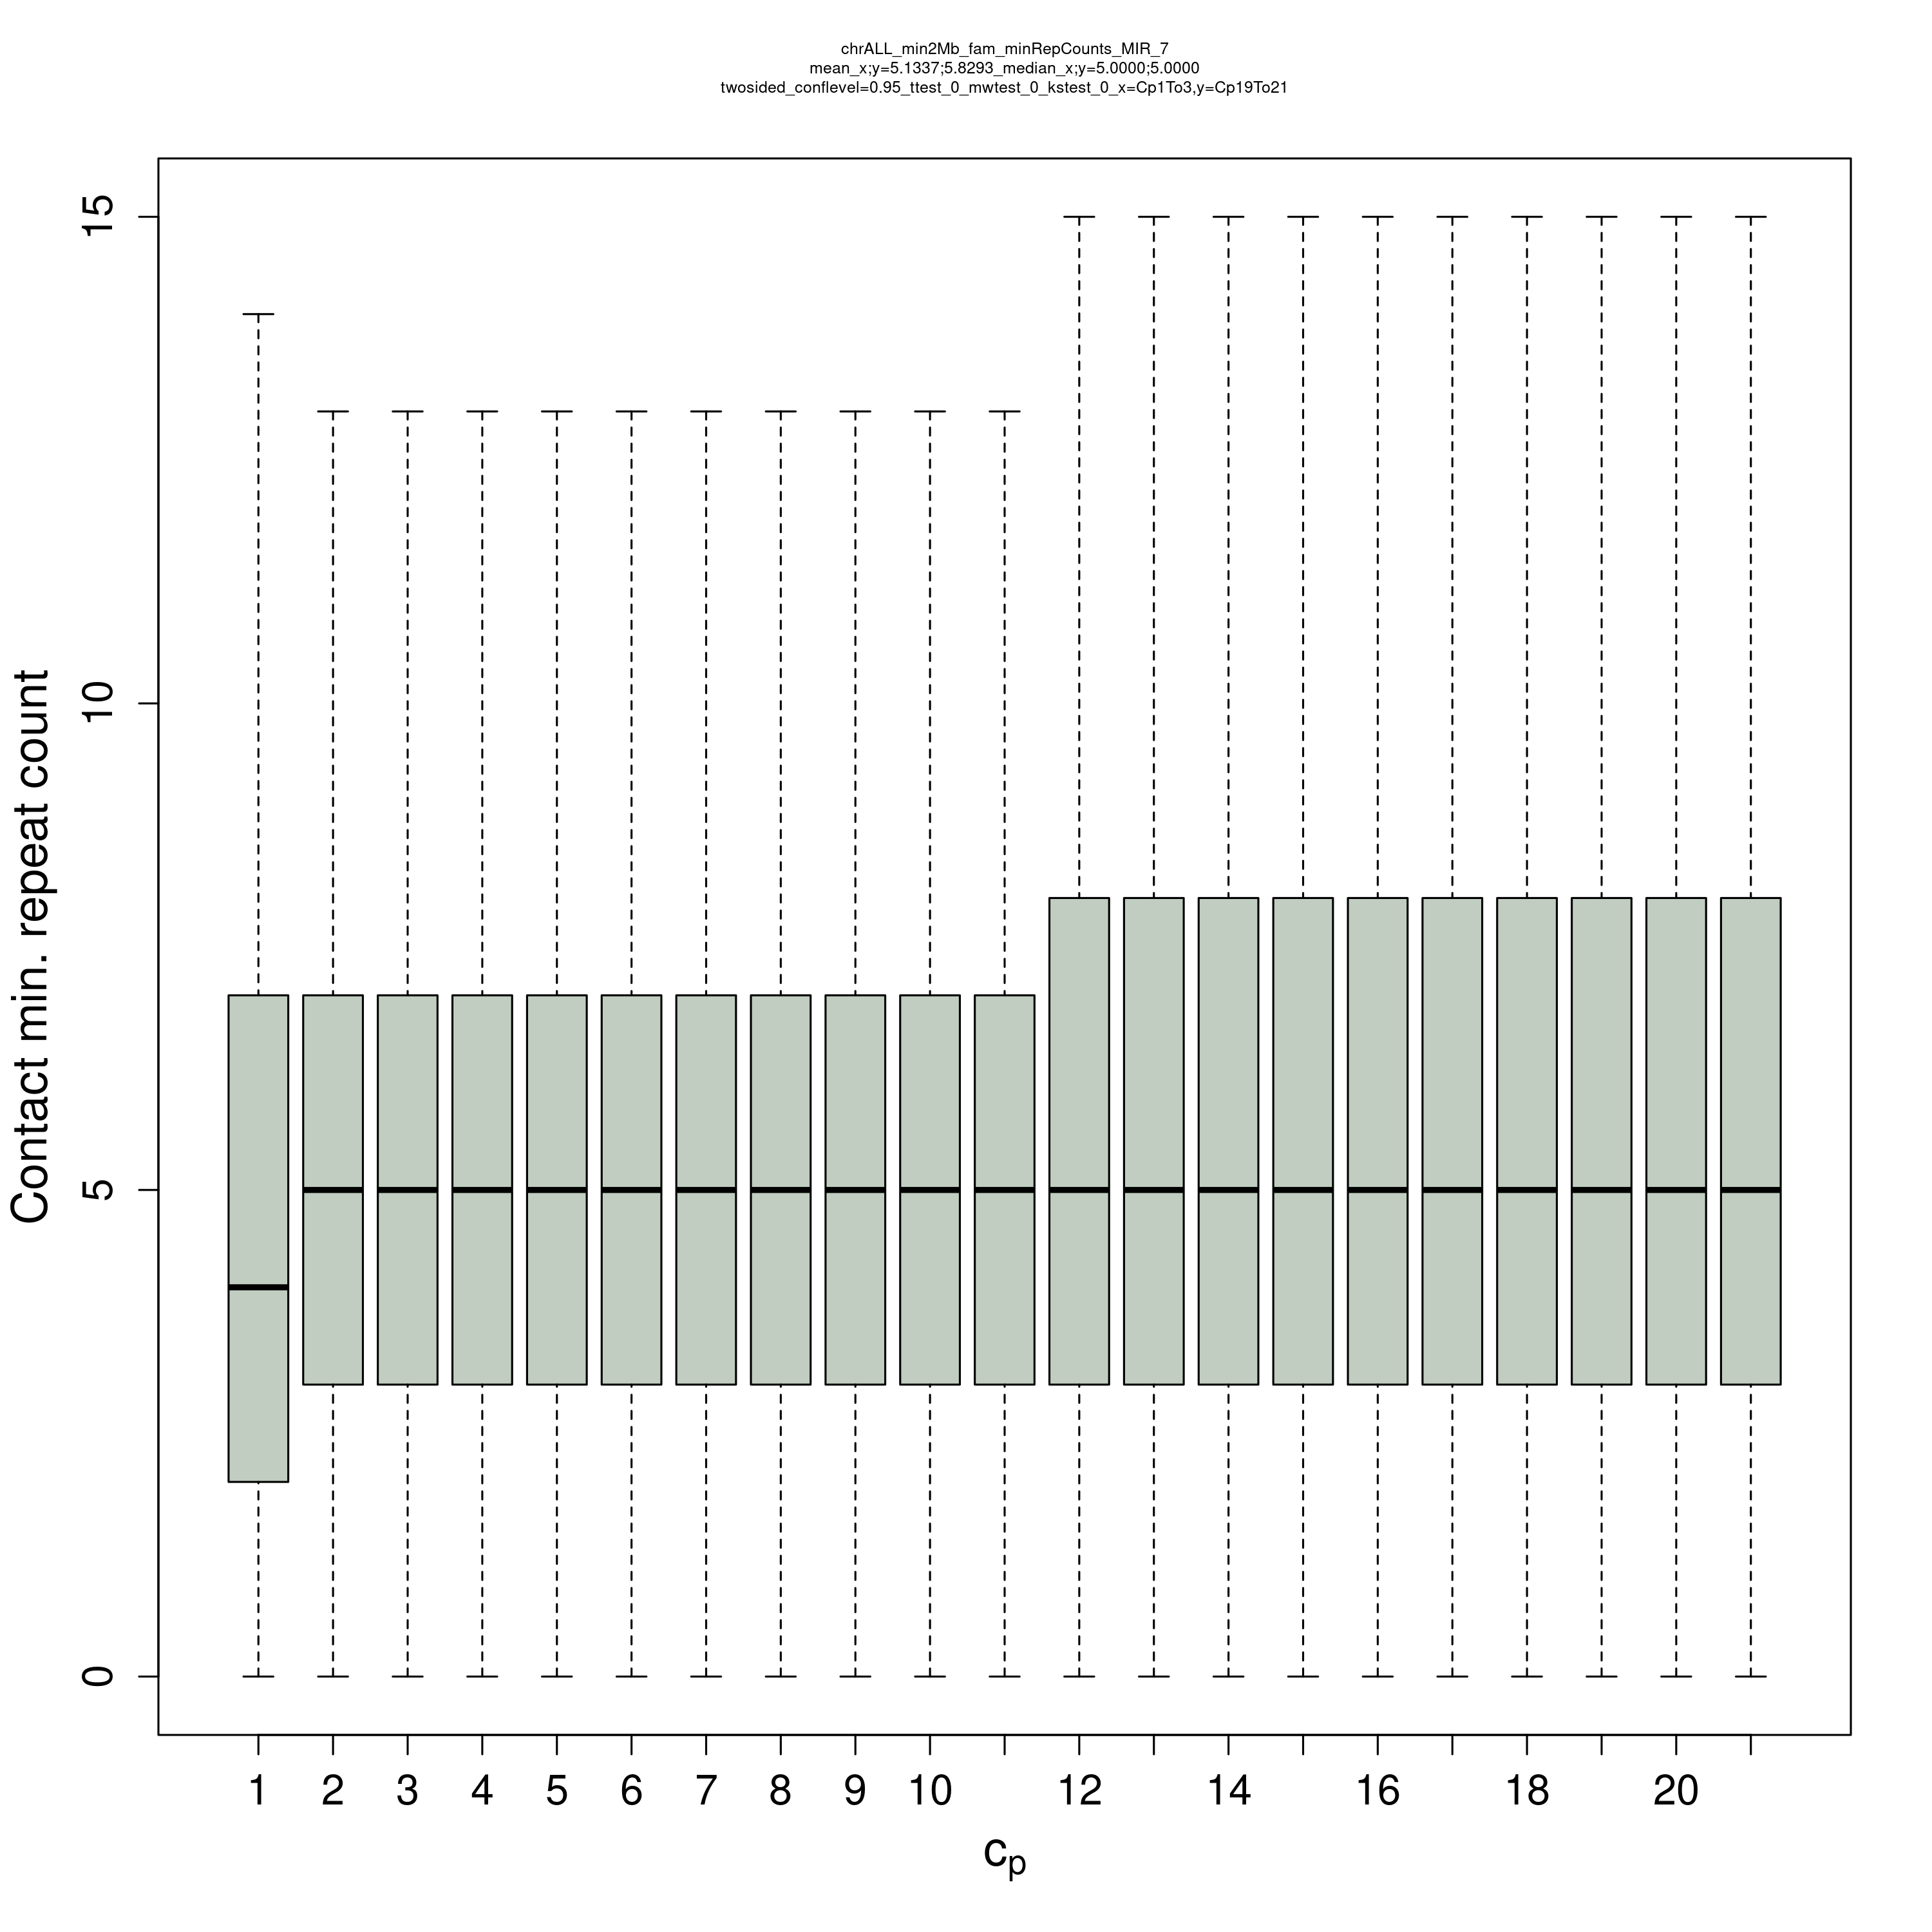 chrALL_min2Mb_fam_minRepCounts_MIR_7
mean_x;y=5.1337;5.8293_median_x;y=5.0000;5.0000
twosided_conflevel=0.95_ttest_0_mwtest_0_kstest_0_x=Cp1To3,y=Cp19To21
15
10
5
0
Contact min. repeat count
1 2 3 4 5 6 7 8 9 10 12 14 16 18 20
cp